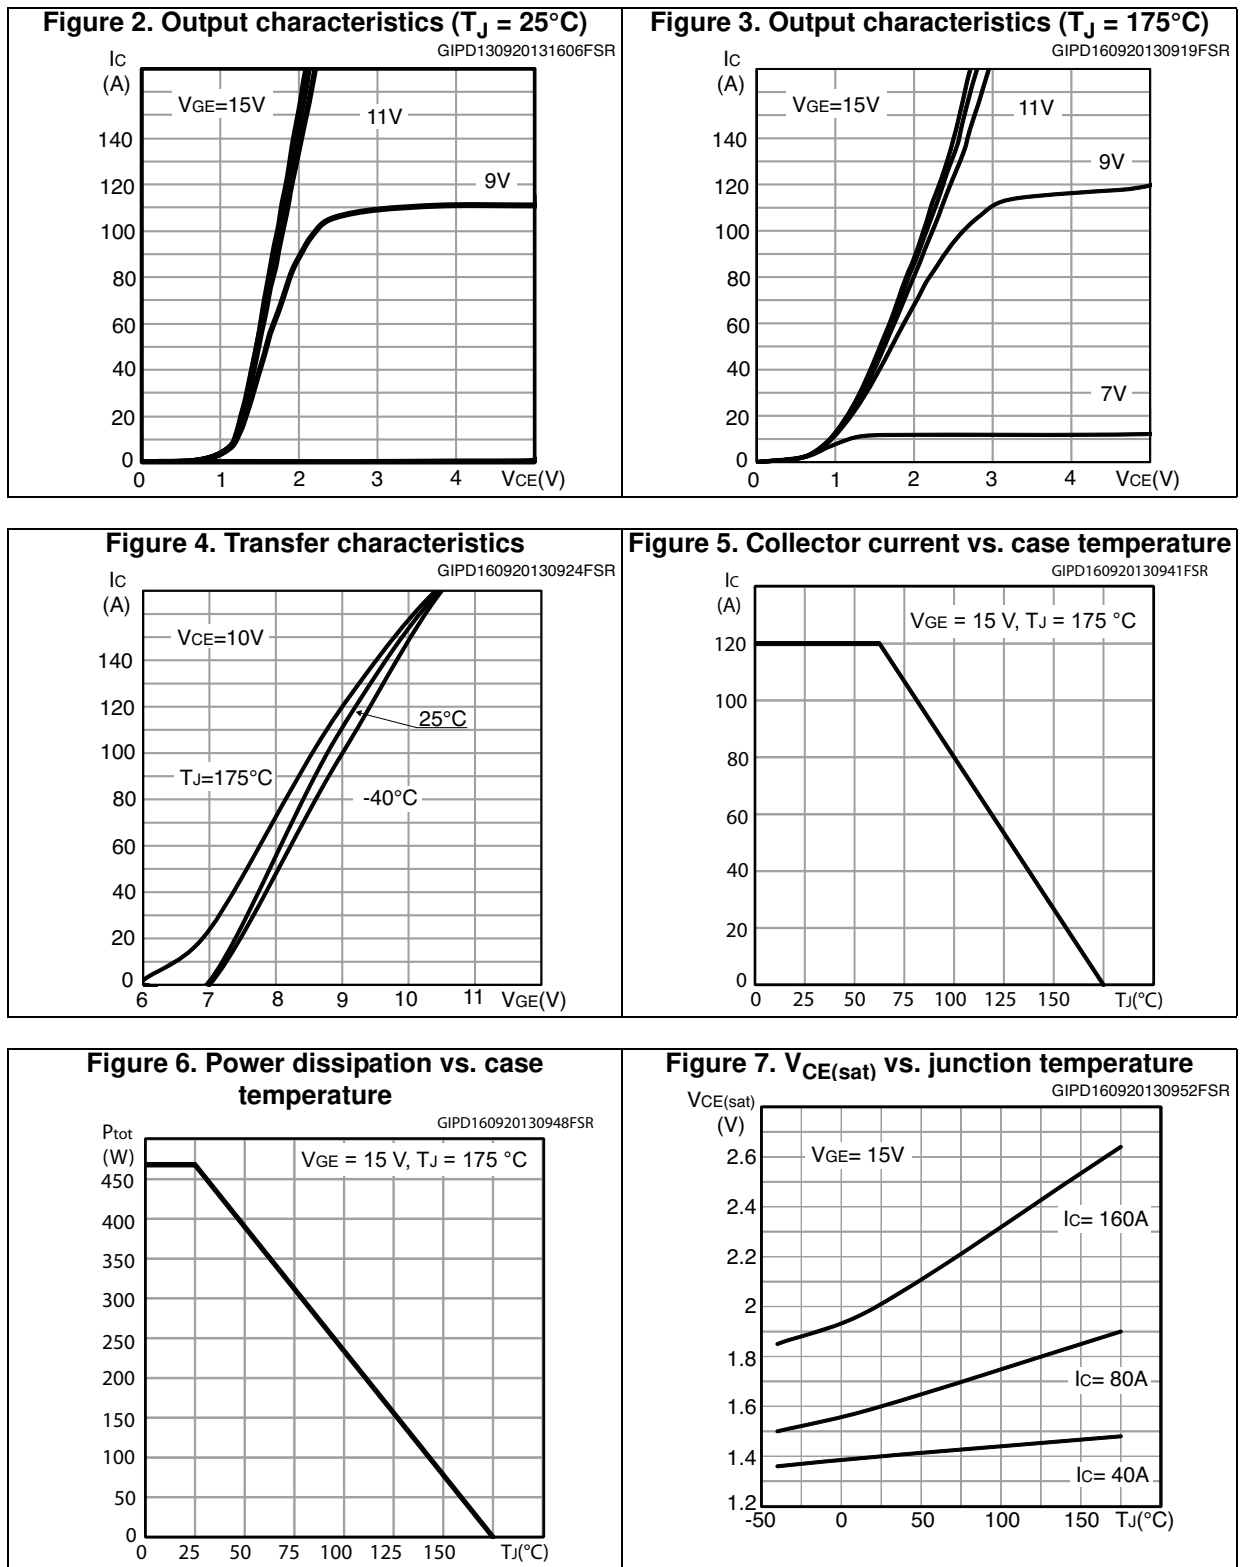 Figure 2. Output characteristics (TJ = 25°C)
GIPD130920131606FSR
IC
(A)
VGE=15V
11V
9V
140
120
100
80
60
40
20
0
0 1 2 3 4 VCE(V)
Figure 3. Output characteristics (TJ = 175°C)
GIPD160920130919FSR
IC
(A)
VGE=15V
11V
9V
7V
140
120
100
80
60
40
20
0
0 1 2 3 4 VCE(V)
Figure 4. Transfer characteristics
GIPD160920130924FSR
IC
(A)
VCE=10V
25°C
TJ=175°C
-40°C
140
120
100
80
60
40
20
0
6 7 8 9 10 11 VGE(V)
Figure 5. Collector current vs. case temperature
GIPD160920130941FSR
IC
(A)
VGE = 15 V, TJ = 175 °C
120
100
80
60
40
20
0
0 25 50 75 100 125 150 TJ(°C)
Figure 6. Power dissipation vs. case
temperature
GIPD160920130948FSR
Ptot
(W)
VGE = 15 V, TJ = 175 °C
450
400
350
300
250
200
150
100
50
0
0 25 50 75 100 125 150 TJ(°C)
Figure 7. VCE(sat) vs. junction temperature
GIPD160920130952FSR
VCE(sat)
(V)
VGE= 15V
IC= 160A
IC= 80A
IC= 40A
2.6
2.4
2.2
2
1.8
1.6
1.4
1.2
-50 0 50 100 150 TJ(°C)